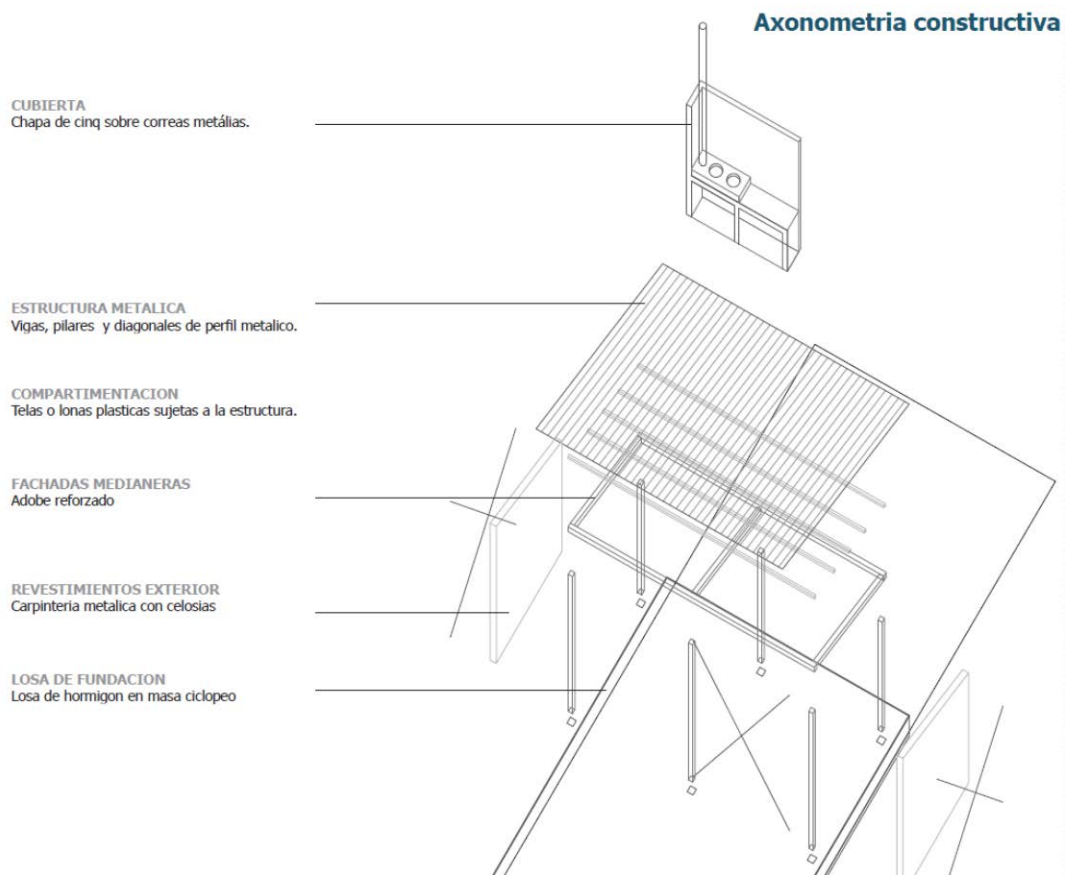 Axonometria constructiva
CUBIERTA
Chapa de cinq sobre correas metálias.
ESTRUCTURA METALICA
Vigas, pilares y diagonales de perfil metalico.
COMPARTIMENTACION
Telas o lonas plasticas sujetas a la estructura.
FACHADAS MEDIANERAS
Adobe reforzado
REVESTIMIENTOS EXTERIOR
Carpinteria metalica con celosias
LOSA DE FUNDACION
Losa de hormigon en masa ciclopeo